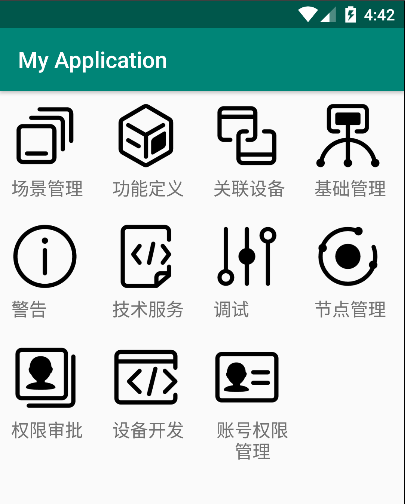 4:42
My Application
场景管理 功能定义 关联设备 基础管理
警告 技术服务 调试 节点管理
权限审批 设备开发 账号权限
管理